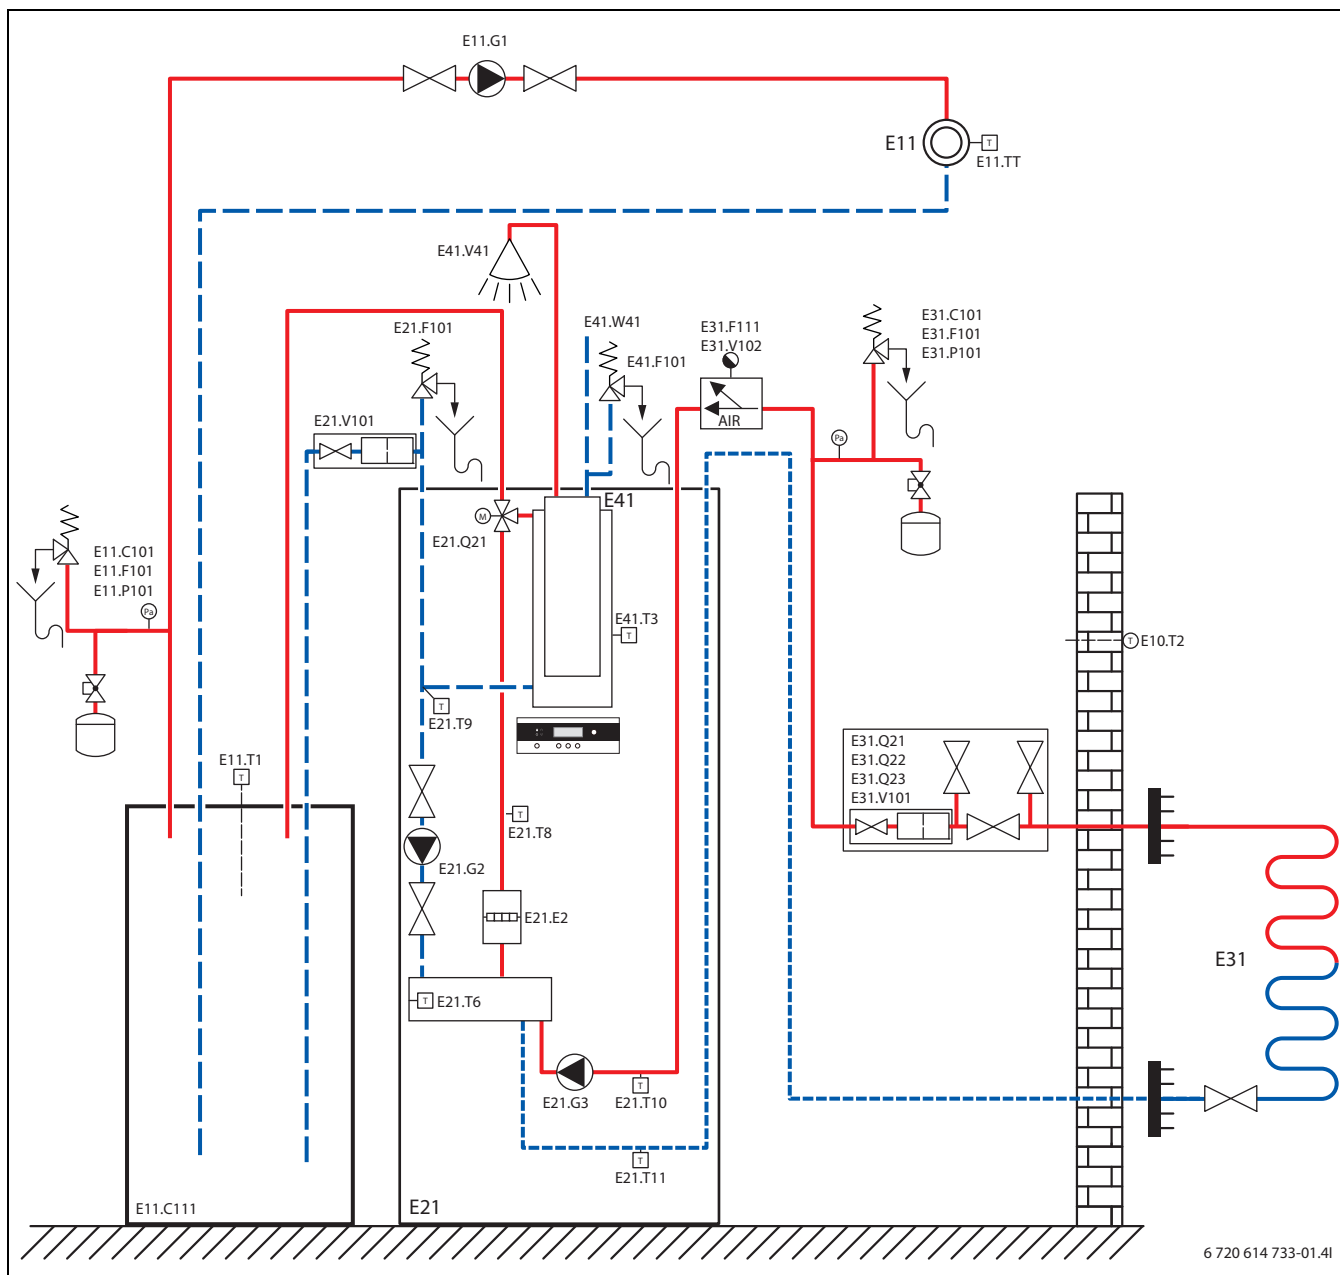 E11.G1
E11
T
E11.TT
E41.V41
E21.F101
E41.W41
E41.F101
E31.F111
E31.V102
AIR
E31.C101
E31.F101
E31.P101
E21.V101
Pa
E41
M
E21.Q21
E11.C101
E11.F101
E11.P101
Pa
E41.T3
T
T
E10.T2
T
E21.T9
E11.T1
T
E31.Q21
E31.Q22
E31.Q23
E31.V101
T
E21.T8
E21.G2
E21.E2
E31
T
E21.T6
E21.G3
T
E21.T10
T
E21.T11
E11.C111
E21
6 720 614 733-01.4I